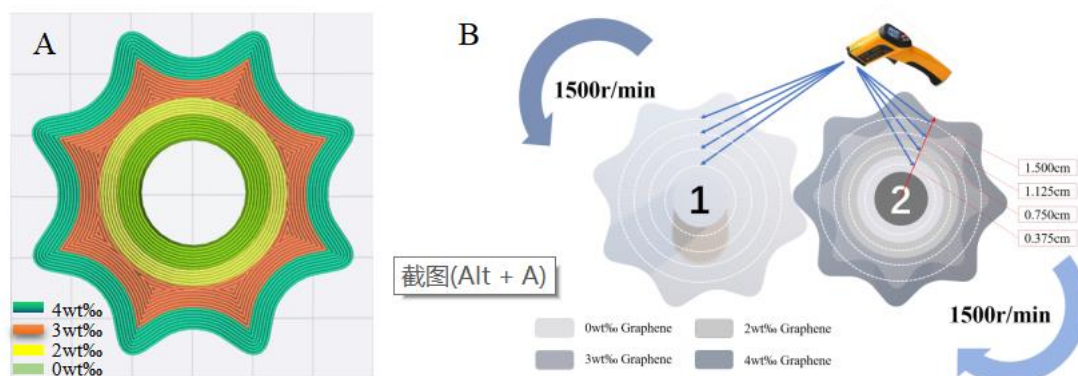 A
4wt‰
3wt‰
2wt‰
0wt‰
截图(Alt + A)
B
1500r/min
1
2
1.500cm
1.125cm
0.750cm
0.375cm
1500r/min
0wt‰ Graphene
2wt‰ Graphene
3wt‰ Graphene
4wt‰ Graphene